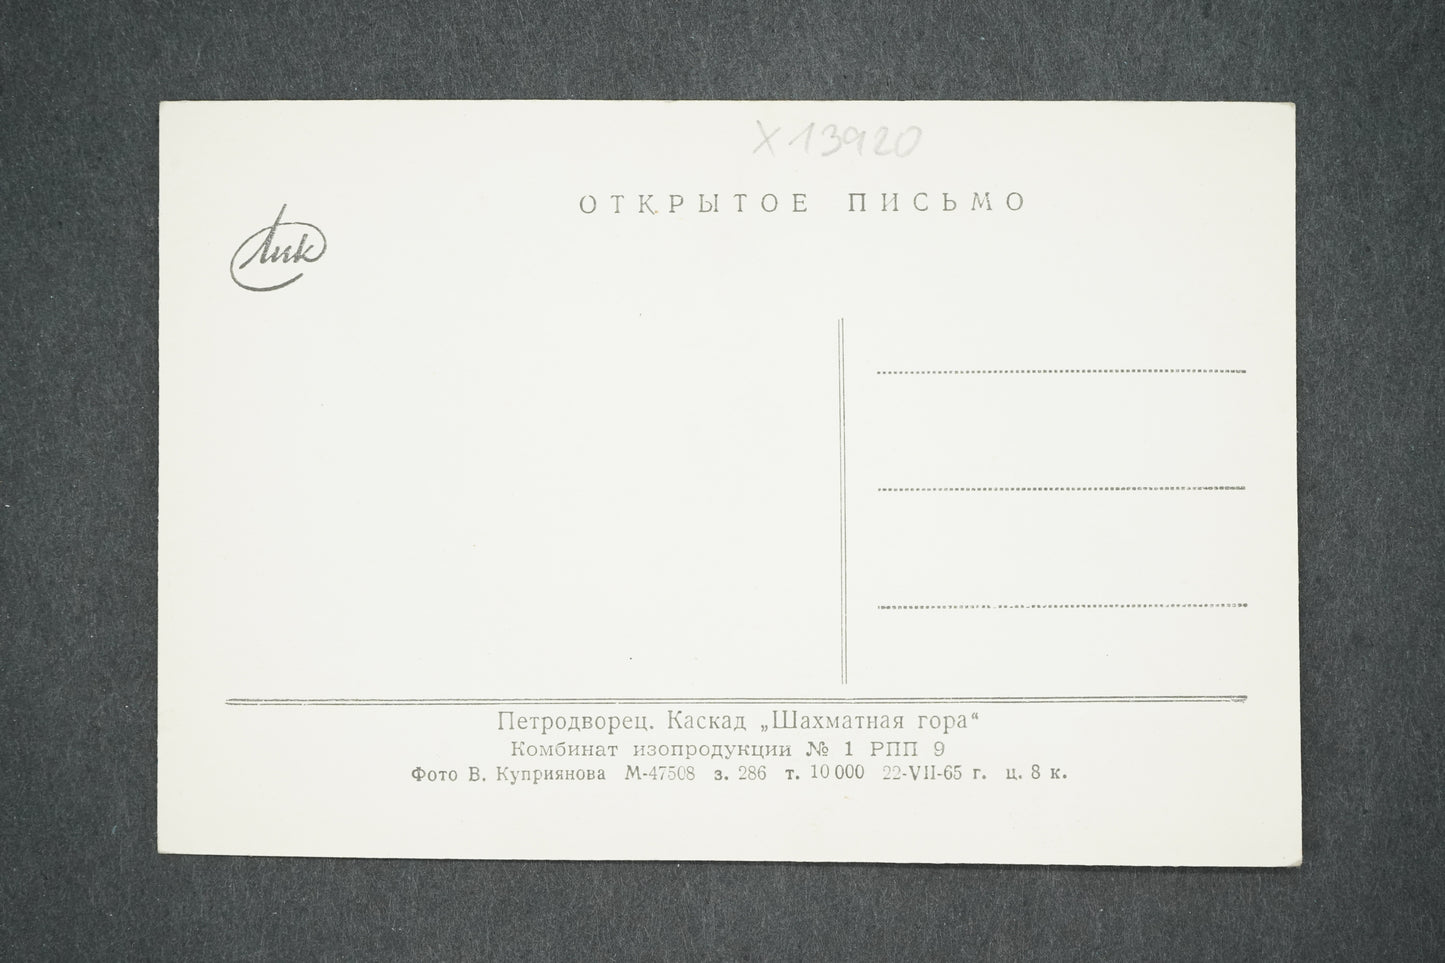 X 13920
ОТКРЫТОЕ ПИСЬМО
Лик
Петродворец. Каскад „Шахматная гора“
Комбинат изопродукции № 1 РПП 9
Фото В. Куприянова М-47508 з. 286 т. 10 000 22-VII-65 г. ц. 8 к.